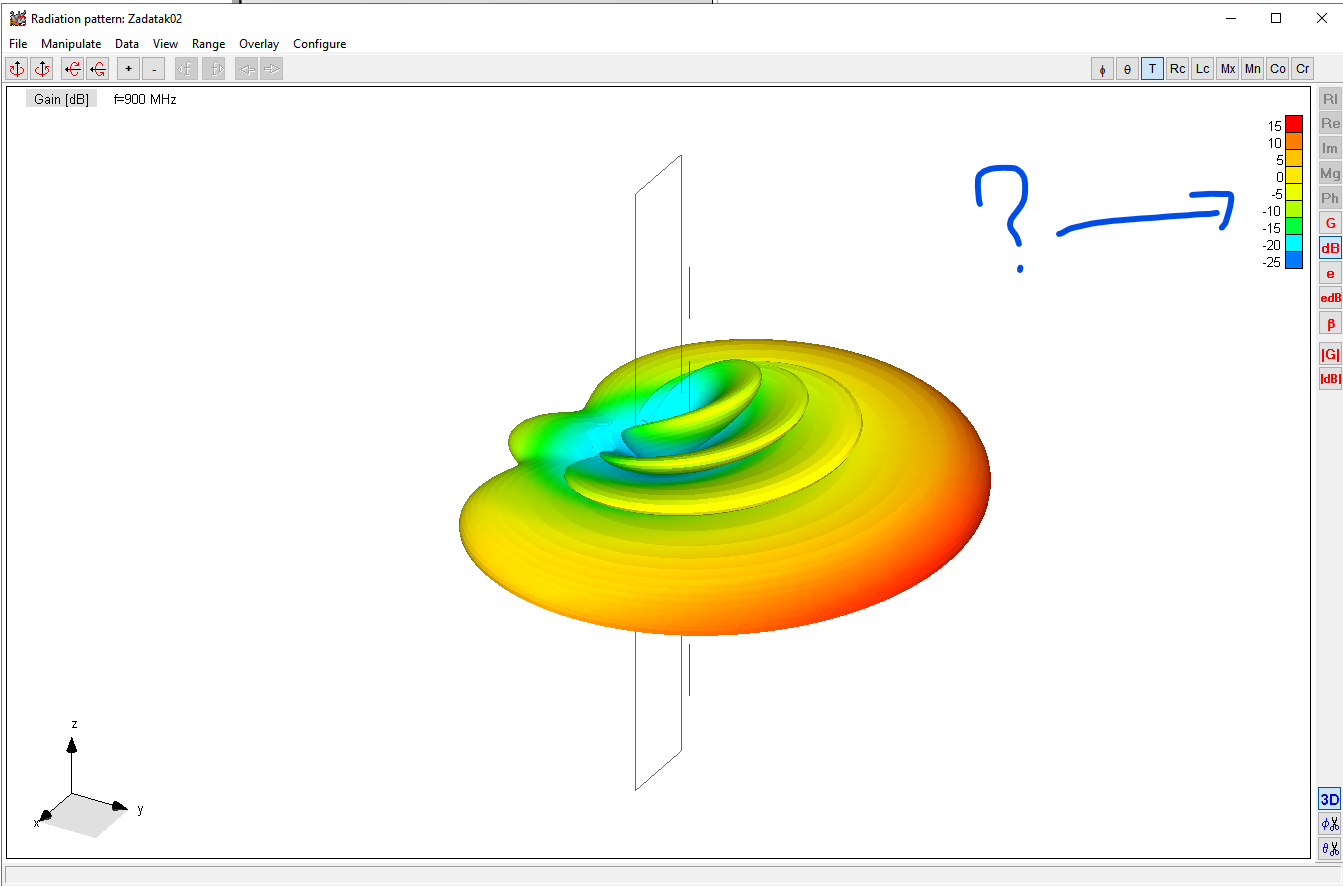 Radiation pattern: Zadatak02
File Manipulate Data View Range Overlay Configure
+ - f f ϕ θ T Rc Lc Mx Mn Co Cr
Gain [dB] f=900 MHz
RI
Re
Im
Mg
Ph
G
dB
e
edB
β
|G|
|dB|
15
10
5
0
-5
-10
-15
-20
-25
?
z
y
x
3D
ϕ
θ